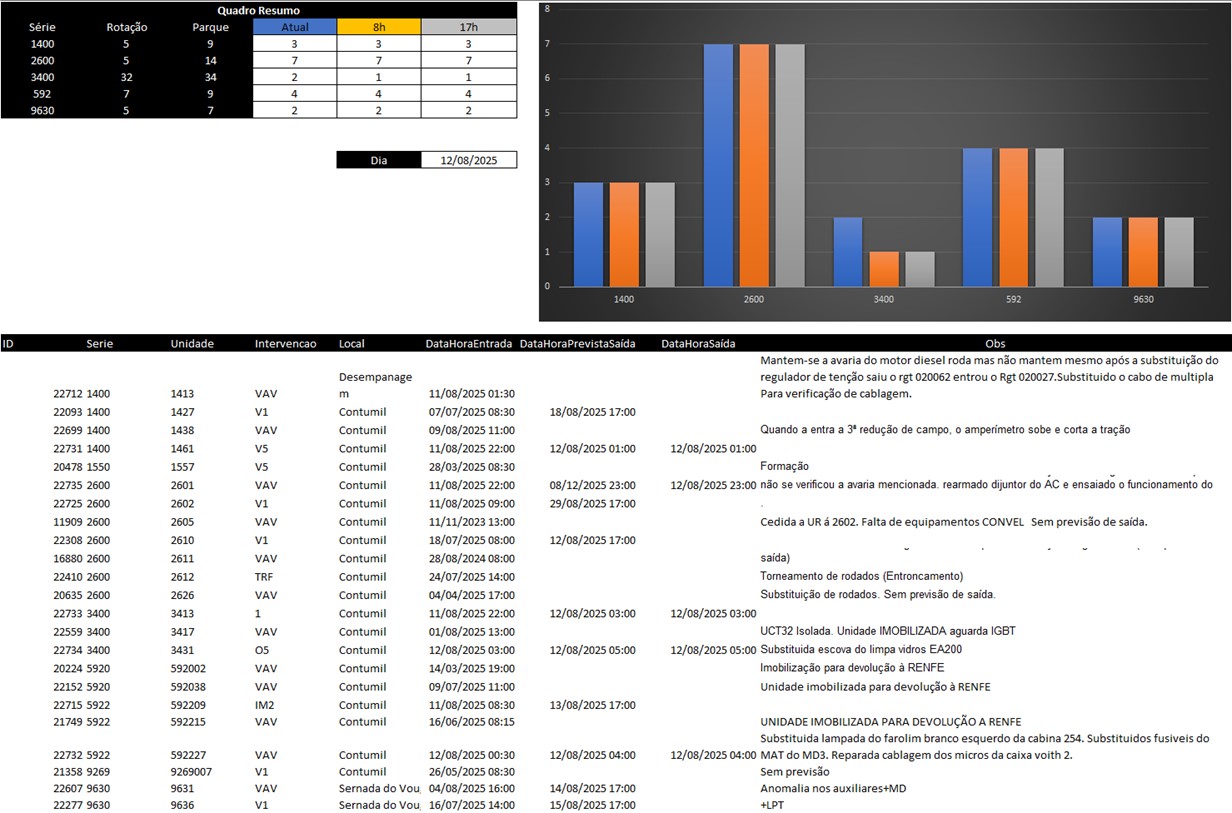 Quadro Resumo
Série Rotação Parque Atual 8h 17h
1400 5 9 3 3 3
2600 5 14 7 7 7
3400 32 34 2 1 1
592 7 9 4 4 4
9630 5 7 2 2 2
Dia 12/08/2025
8
7
6
5
4
3
2
1
0
1400 2600 3400 592 9630
ID Serie Unidade Intervencao Local DataHoraEntrada DataHoraPrevistaSaída DataHoraSaída Obs
Mantem-se a avaria do motor diesel roda mas não mantem mesmo após a substituição do
Desempanage regulador de tenção saiu o rgt 020062 entrou o Rgt 020027.Substituido o cabo de multipla
22712 1400 1413 VAV m 11/08/2025 01:30 Para verificação de cablagem.
22093 1400 1427 V1 Contumil 07/07/2025 08:30 18/08/2025 17:00
22699 1400 1438 VAV Contumil 09/08/2025 11:00 Quando a entra a 3ª redução de campo, o amperímetro sobe e corta a tração
22731 1400 1461 V5 Contumil 11/08/2025 22:00 12/08/2025 01:00 12/08/2025 01:00
20478 1550 1557 V5 Contumil 28/03/2025 08:30 Formação
22735 2600 2601 VAV Contumil 11/08/2025 22:00 08/12/2025 23:00 12/08/2025 23:00 não se verificou a avaria mencionada. rearmado dijuntor do AC e ensaiado o funcionamento do
22725 2600 2602 V1 Contumil 11/08/2025 09:00 29/08/2025 17:00 .
11909 2600 2605 VAV Contumil 11/11/2023 13:00 Cedida a UR á 2602. Falta de equipamentos CONVEL Sem previsão de saída.
22308 2600 2610 V1 Contumil 18/07/2025 08:00 12/08/2025 17:00
16880 2600 2611 VAV Contumil 28/08/2024 08:00 saída)
22410 2600 2612 TRF Contumil 24/07/2025 14:00 Torneamento de rodados (Entroncamento)
20635 2600 2626 VAV Contumil 04/04/2025 17:00 Substituição de rodados. Sem previsão de saída.
22733 3400 3413 1 Contumil 11/08/2025 22:00 12/08/2025 03:00 12/08/2025 03:00
22559 3400 3417 VAV Contumil 01/08/2025 13:00 UCT32 Isolada. Unidade IMOBILIZADA aguarda IGBT
22734 3400 3431 O5 Contumil 12/08/2025 03:00 12/08/2025 05:00 12/08/2025 05:00 Substituida escova do limpa vidros EA200
20224 5920 592002 VAV Contumil 14/03/2025 19:00 Imobilização para devolução à RENFE
22152 5920 592038 VAV Contumil 09/07/2025 11:00 Unidade imobilizada para devolução à RENFE
22715 5922 592209 IM2 Contumil 11/08/2025 08:30 13/08/2025 17:00
21749 5922 592215 VAV Contumil 16/06/2025 08:15 UNIDADE IMOBILIZADA PARA DEVOLUÇÃO A RENFE
Substituida lampada do farolim branco esquerdo da cabina 254. Substituidos fusiveis do
22732 5922 592227 VAV Contumil 12/08/2025 00:30 12/08/2025 04:00 12/08/2025 04:00 MAT do MD3. Reparada cablagem dos micros da caixa voith 2.
21358 9269 9269007 V1 Contumil 26/05/2025 08:30 Sem previsão
22607 9630 9631 VAV Sernada do Vou 04/08/2025 16:00 14/08/2025 17:00 Anomalia nos auxiliares+MD
22277 9630 9636 V1 Sernada do Vou 16/07/2025 14:00 15/08/2025 17:00 +LPT